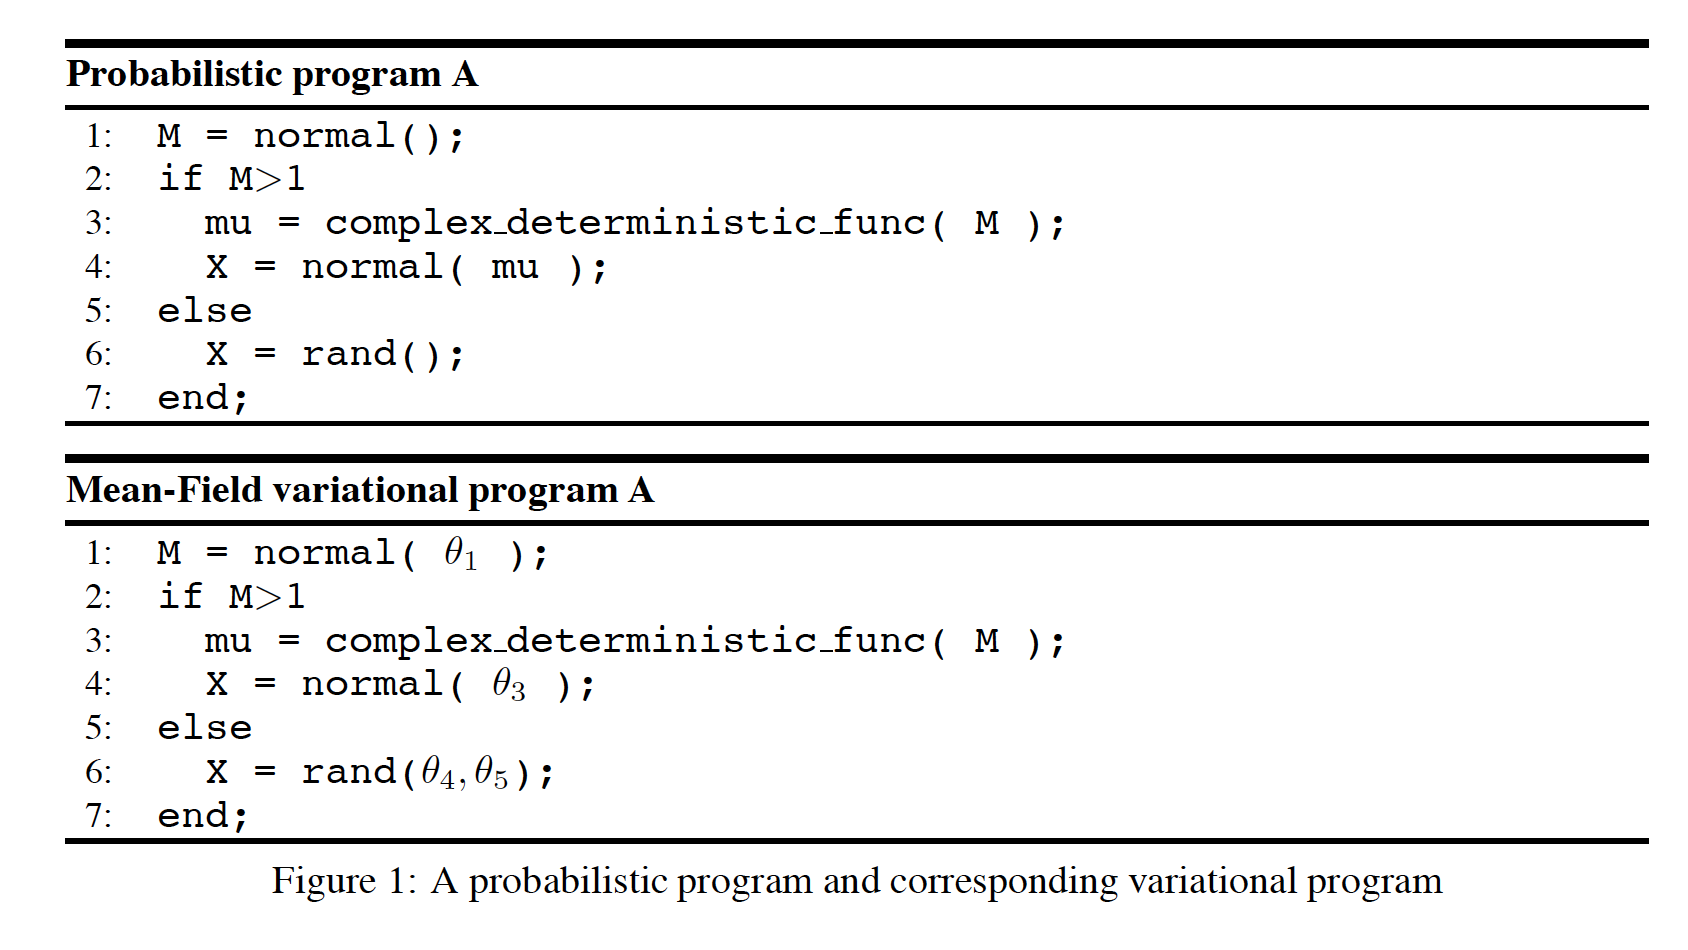 Probabilistic program A
1: M = normal();
2: if M>1
3: mu = complex_deterministic_func( M );
4: X = normal( mu );
5: else
6: X = rand();
7: end;
Mean-Field variational program A
1: M = normal( θ₁ );
2: if M>1
3: mu = complex_deterministic_func( M );
4: X = normal( θ₃ );
5: else
6: X = rand(θ₄,θ₅);
7: end;
Figure 1: A probabilistic program and corresponding variational program